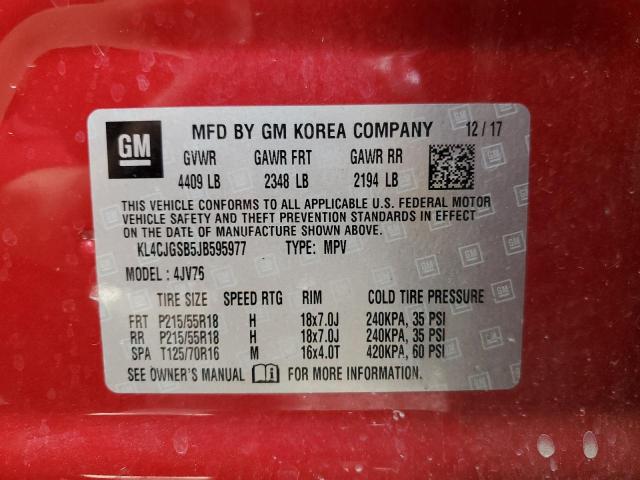 GM
MFD BY GM KOREA COMPANY 12 / 17
GVWR GAWR FRT GAWR RR
4409 LB 2348 LB 2194 LB
THIS VEHICLE CONFORMS TO ALL APPLICABLE U.S. FEDERAL MOTOR
VEHICLE SAFETY AND THEFT PREVENTION STANDARDS IN EFFECT
ON THE DATE OF MANUFACTURE SHOWN ABOVE.
KL4CJGSB5JB595977 TYPE: MPV
MODEL : 4JV76
TIRE SIZE SPEED RTG RIM COLD TIRE PRESSURE
FRT P215/55R18 H 18x7.0J 240KPA, 35 PSI
RR P215/55R18 H 18x7.0J 240KPA, 35 PSI
SPA T125/70R16 M 16x4.0T 420KPA, 60 PSI
SEE OWNER'S MANUAL FOR MORE INFORMATION.